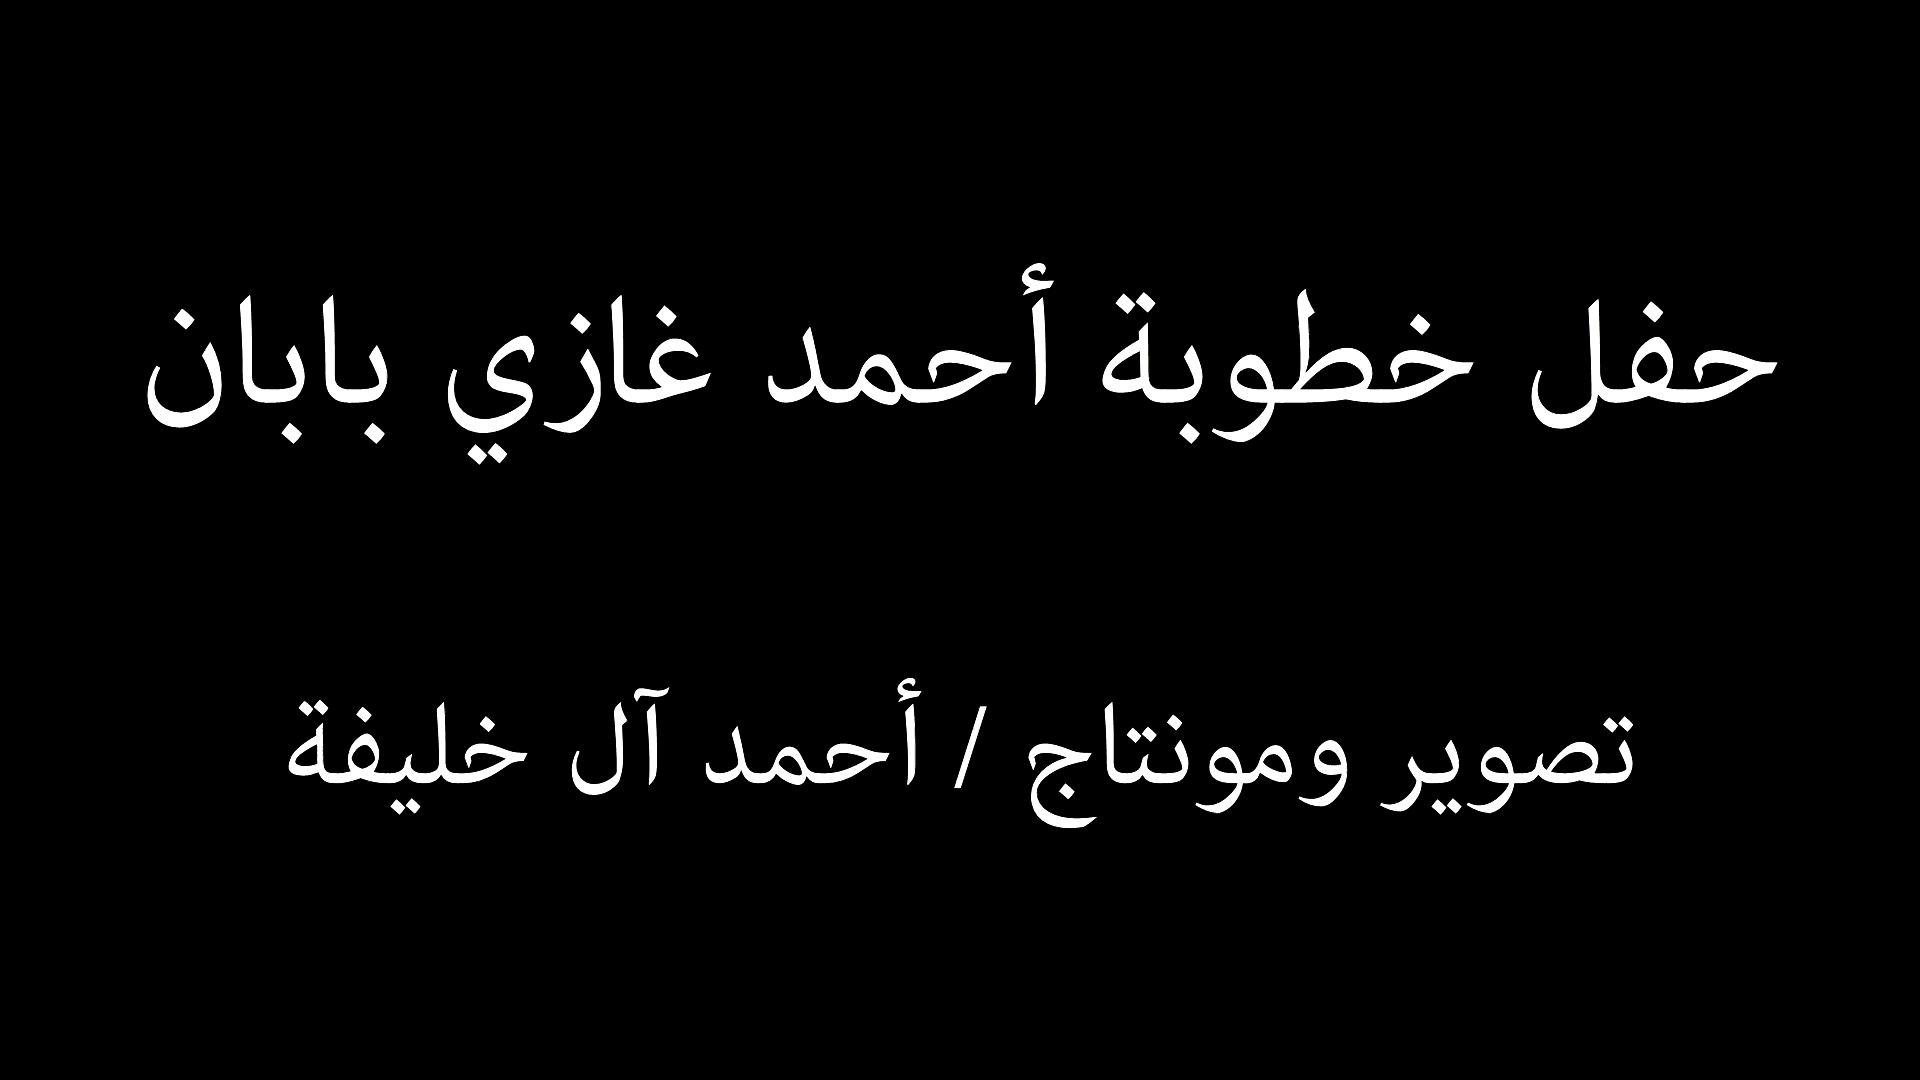 حفل خطوبة أحمد غازي بابان
تصوير ومونتاج / أحمد آل خليفة